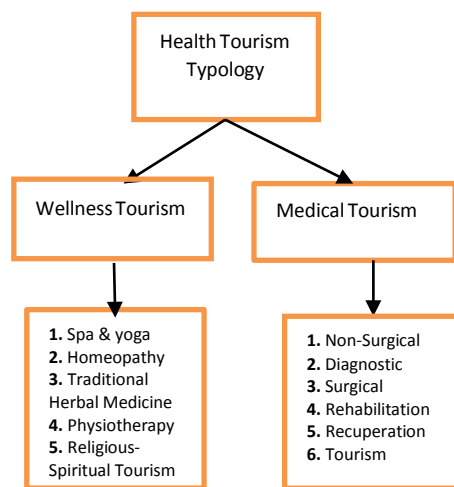 Health Tourism
Typology
Wellness Tourism
Medical Tourism
1. Spa & yoga
2. Homeopathy
3. Traditional
Herbal Medicine
4. Physiotherapy
5. Religious-
Spiritual Tourism
1. Non-Surgical
2. Diagnostic
3. Surgical
4. Rehabilitation
5. Recuperation
6. Tourism